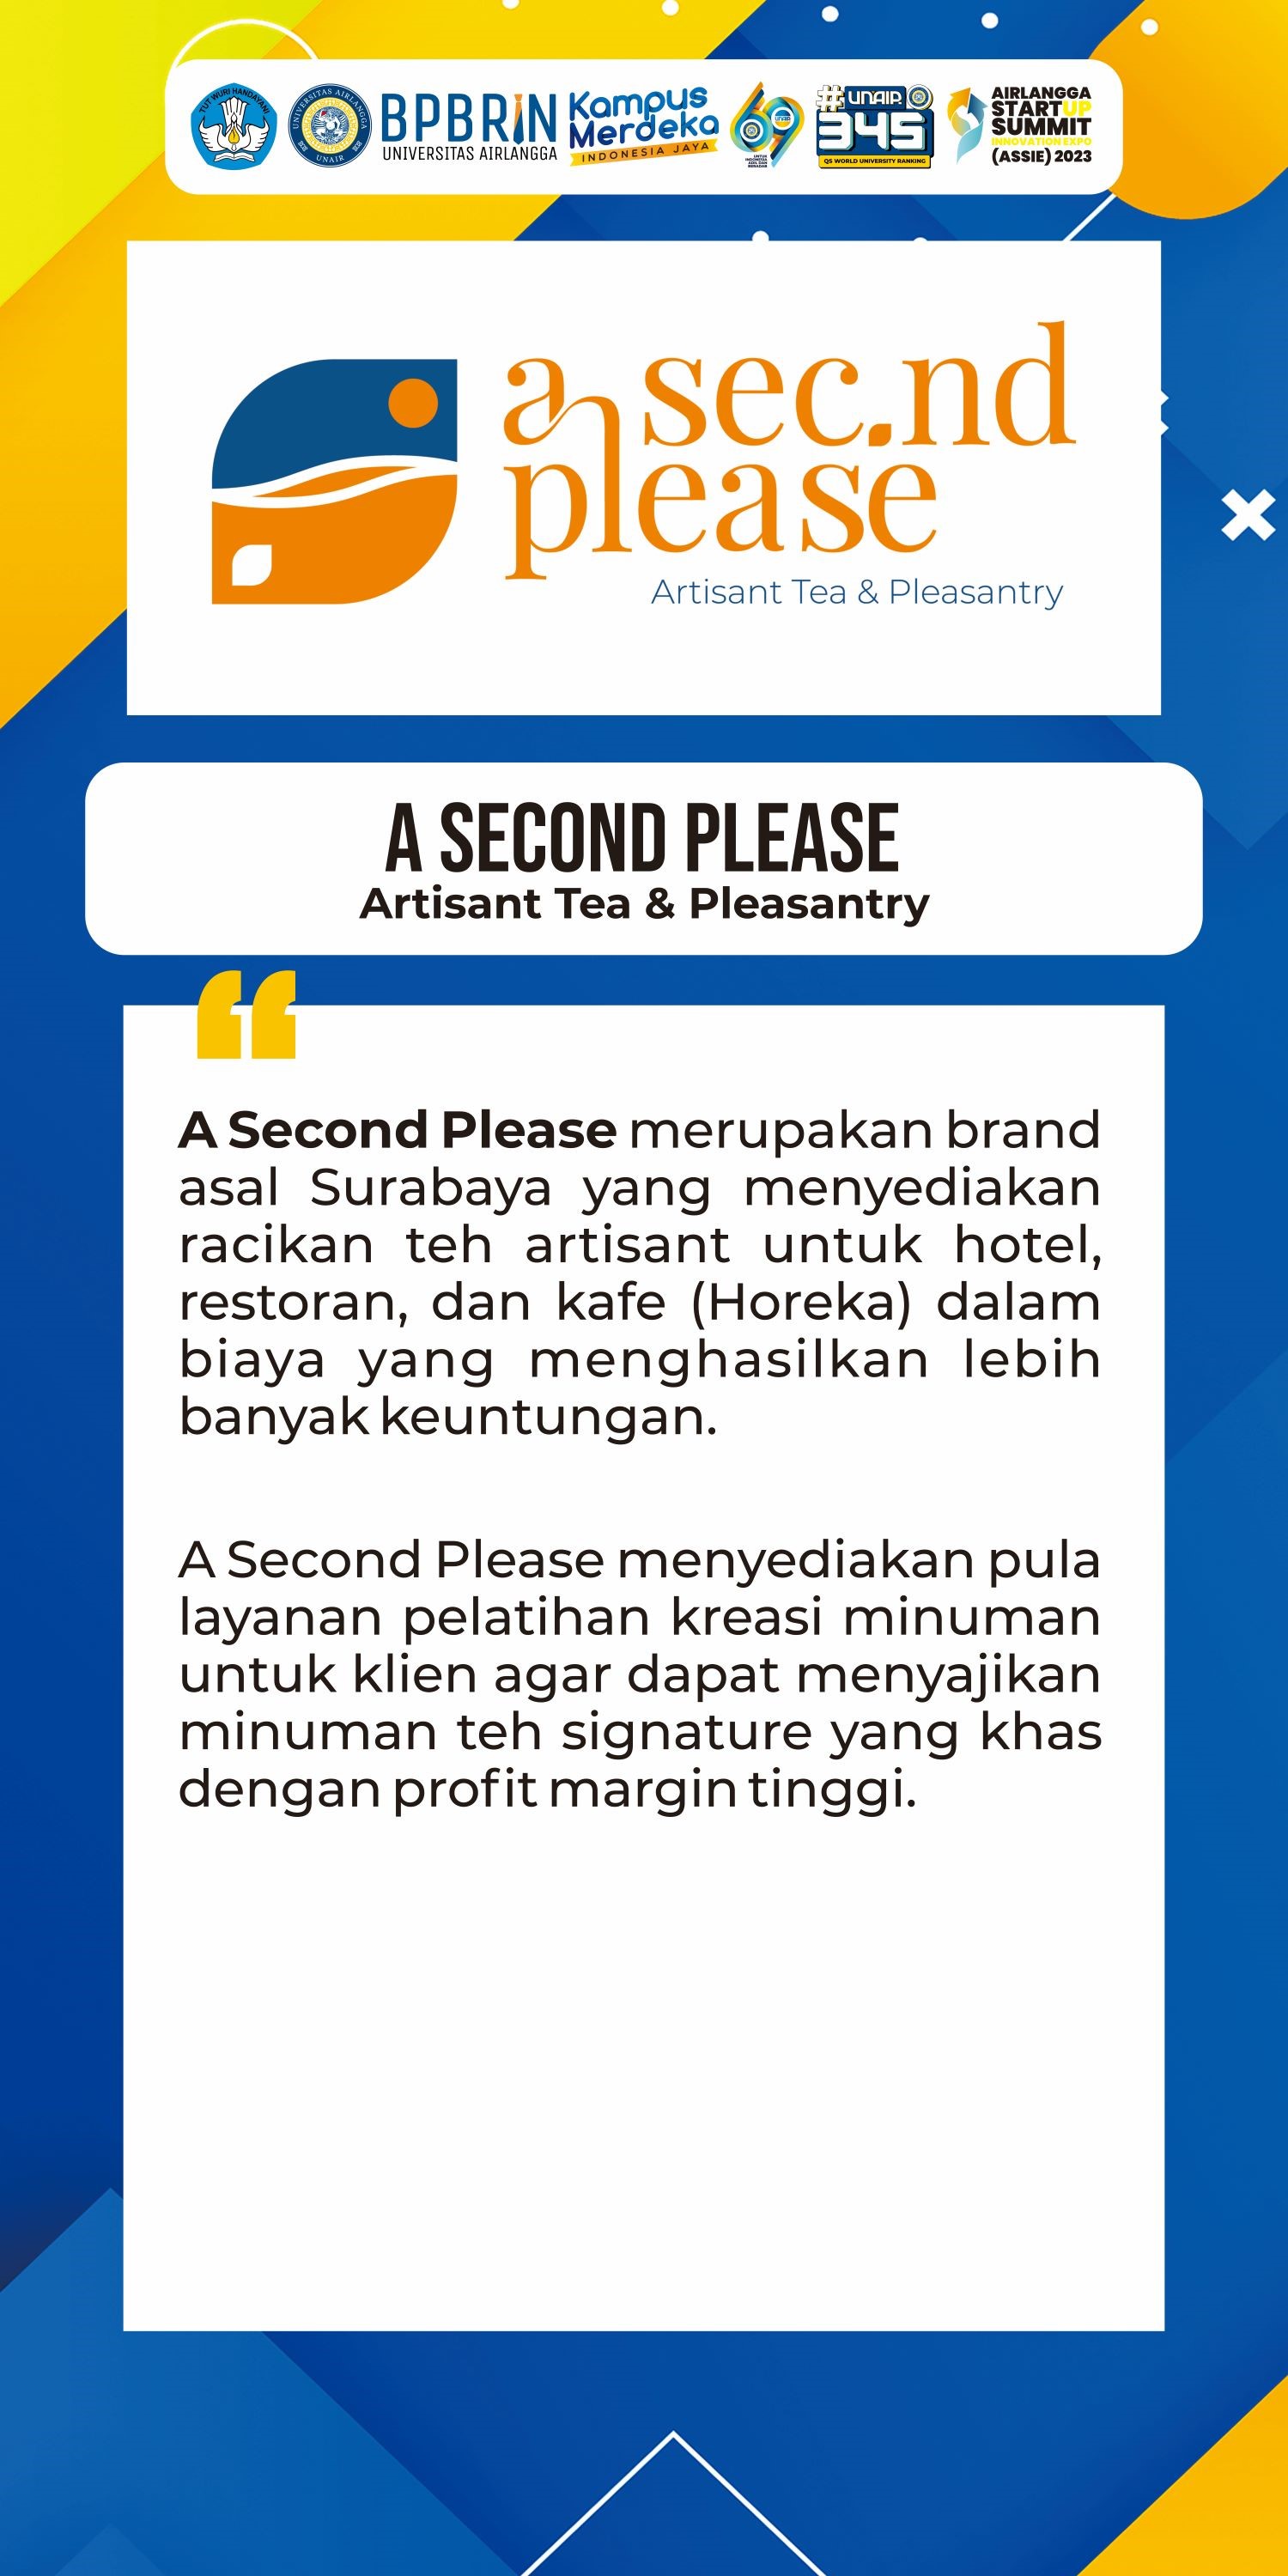 TUT WURI HANDAYANI
UNIVERSITAS AIRLANGGA
UNAIR
BPBRIN
UNIVERSITAS AIRLANGGA
Kampus
Merdeka
INDONESIA JAYA
69
#UNAIR
345
QS WORLD UNIVERSITY RANKING
AIRLANGGA
STARTUP
SUMMIT
INNOVATION EXPO
(ASSIE) 2023
a sec.nd
please
Artisant Tea & Pleasantry
A SECOND PLEASE
Artisant Tea & Pleasantry
“
A Second Please merupakan brand
asal Surabaya yang menyediakan
racikan teh artisant untuk hotel,
restoran, dan kafe (Horeka) dalam
biaya yang menghasilkan lebih
banyak keuntungan.
A Second Please menyediakan pula
layanan pelatihan kreasi minuman
untuk klien agar dapat menyajikan
minuman teh signature yang khas
dengan profit margin tinggi.